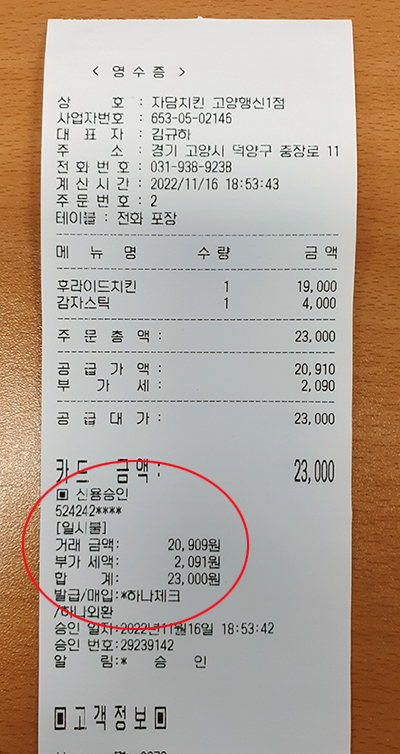 < 영 수 증 >
상 호 : 자담치킨 고양행신1점
사업자번호 : 653-05-02146
대 표 자 : 김규하
주 소 : 경기 고양시 덕양구 중장로 11
전 화 번 호 : 031-938-9238
계 산 시 간 : 2022/11/16 18:53:43
주 문 번 호 : 2
테이블 : 전화 포장
메 뉴 명 수 량 금 액
후라이드치킨 1 19,000
감자스틱 1 4,000
주 문 총 액 : 23,000
공 급 가 액 : 20,910
부 가 세 : 2,090
공 급 대 가 : 23,000
카드 금액 : 23,000
▣ 신용승인
524242****
[일시불]
거래 금액: 20,909원
부가 세액: 2,091원
합 계: 23,000원
발급/매입:*하나체크
/하나외환
승인 일자:2022년11월16일 18:53:42
승인 번호:29239142
알 림:* 승 인
▣고객정보▣